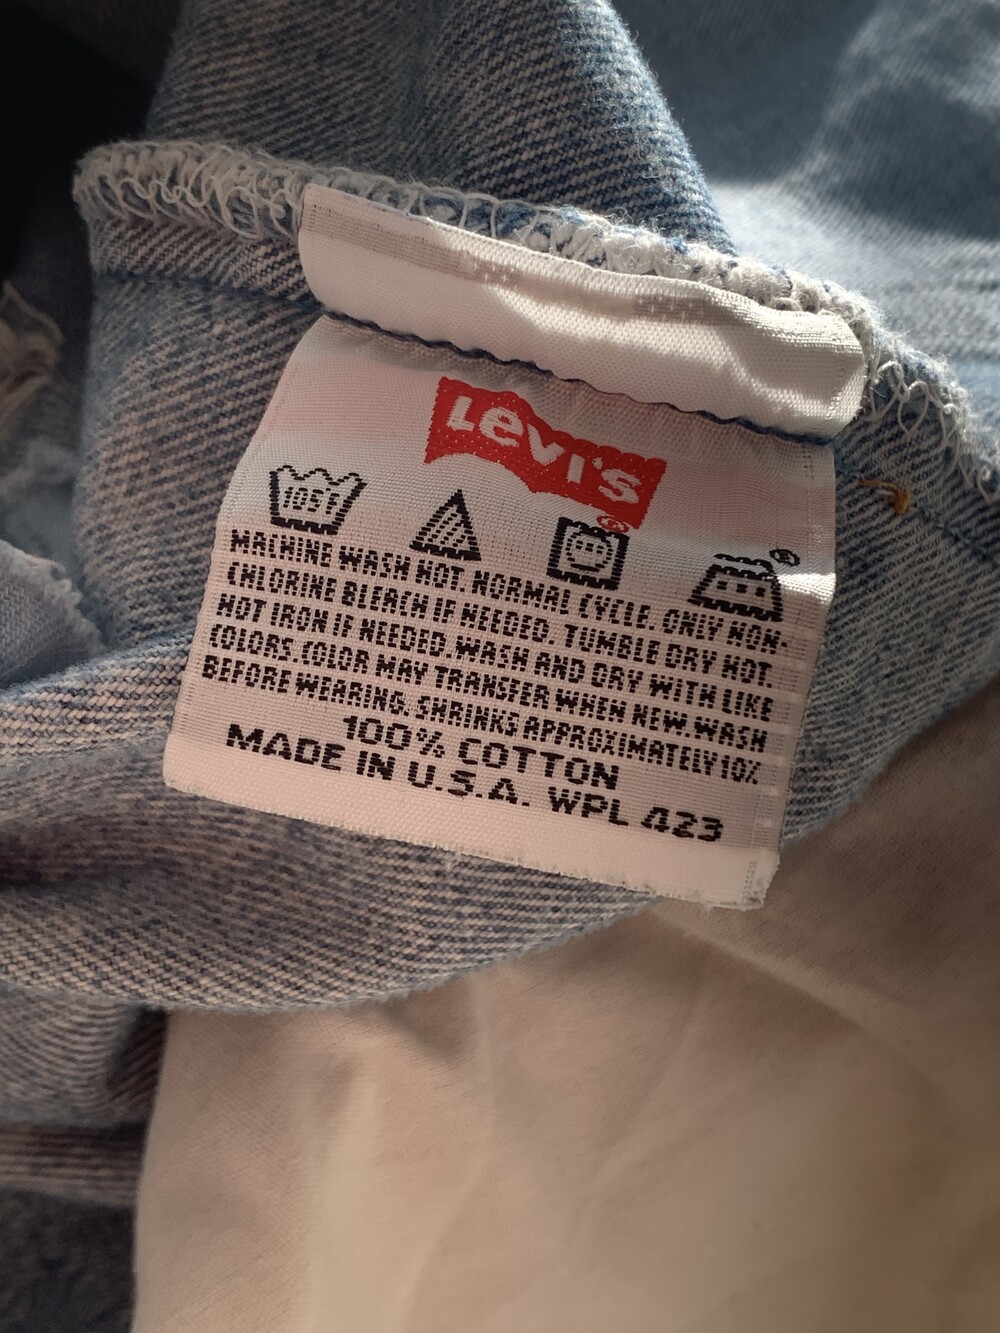 Levi's®
105F
®
MACHINE WASH HOT. NORMAL CYCLE. ONLY NON-
CHLORINE BLEACH IF NEEDED. TUMBLE DRY HOT.
HOT IRON IF NEEDED. WASH AND DRY WITH LIKE
COLORS. COLOR MAY TRANSFER WHEN NEW. WASH
BEFORE WEARING. SHRINKS APPROXIMATELY 10%
100% COTTON
MADE IN U.S.A. WPL 423